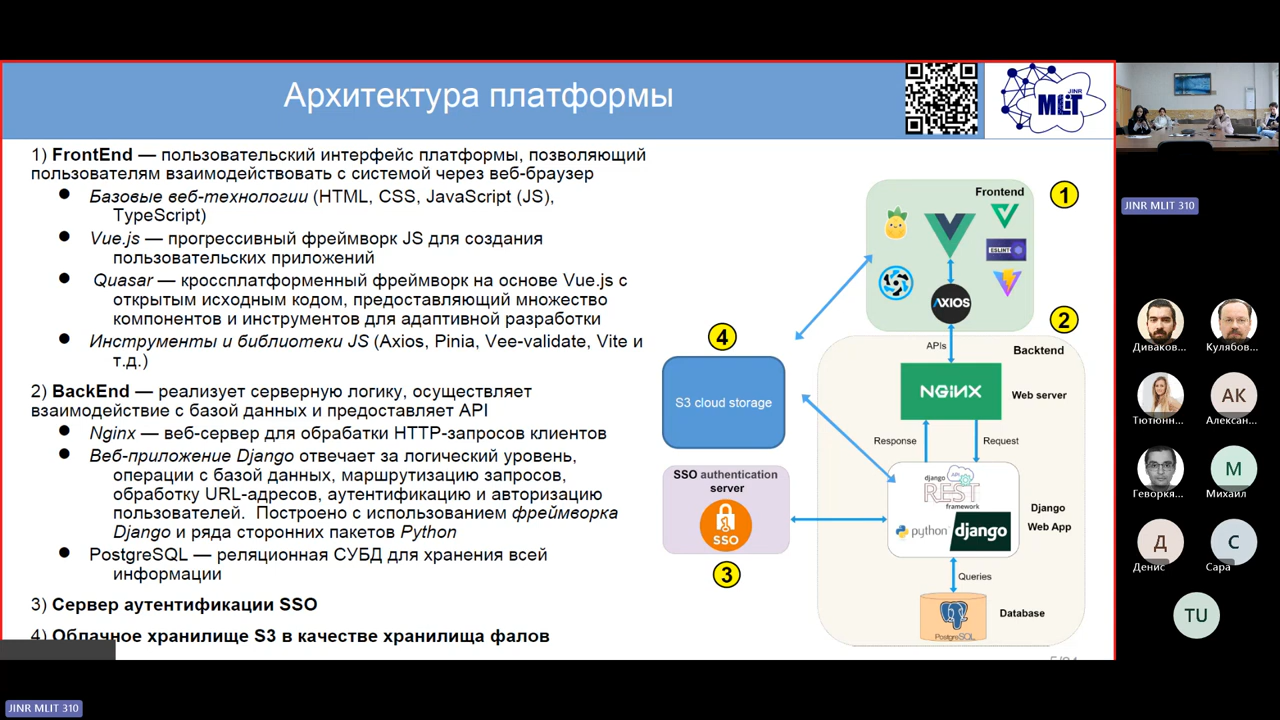 Архитектура платформы
JINR
MLIT
1) FrontEnd — пользовательский интерфейс платформы, позволяющий
пользователям взаимодействовать с системой через веб-браузер
● Базовые веб-технологии (HTML, CSS, JavaScript (JS),
TypeScript)
● Vue.js — прогрессивный фреймворк JS для создания
пользовательских приложений
● Quasar — кроссплатформенный фреймворк на основе Vue.js с
открытым исходным кодом, предоставляющий множество
компонентов и инструментов для адаптивной разработки
● Инструменты и библиотеки JS (Axios, Pinia, Vee-validate, Vite и
т.д.)
2) BackEnd — реализует серверную логику, осуществляет
взаимодействие с базой данных и предоставляет API
● Nginx — веб-сервер для обрабатки HTTP-запросов клиентов
● Веб-приложение Django отвечает за логический уровень,
операции с базой данных, маршрутизацию запросов,
обработку URL-адресов, аутентификацию и авторизацию
пользователей. Построено с использованием фреймворка
Django и ряда сторонних пакетов Python
● PostgreSQL — реляционная СУБД для хранения всей
информации
3) Сервер аутентификации SSO
4) Облачное хранилище S3 в качестве хранилища фалов
Frontend
1
ESLINT
AXIOS
2
APIs
Backtend
NGINX
Web server
4
S3 cloud storage
Response
Request
SSO authentication
server
SSO
3
django
API
REST
framework
python
django
Django
Web App
Queries
Database
PostgreSQL
JINR MLIT 310
Диваков...
Кулябов...
Тютюнн...
АК
Алексан...
Геворкя...
М
Михаил
Д
Денис
С
Сара
TU
JINR MLIT 310